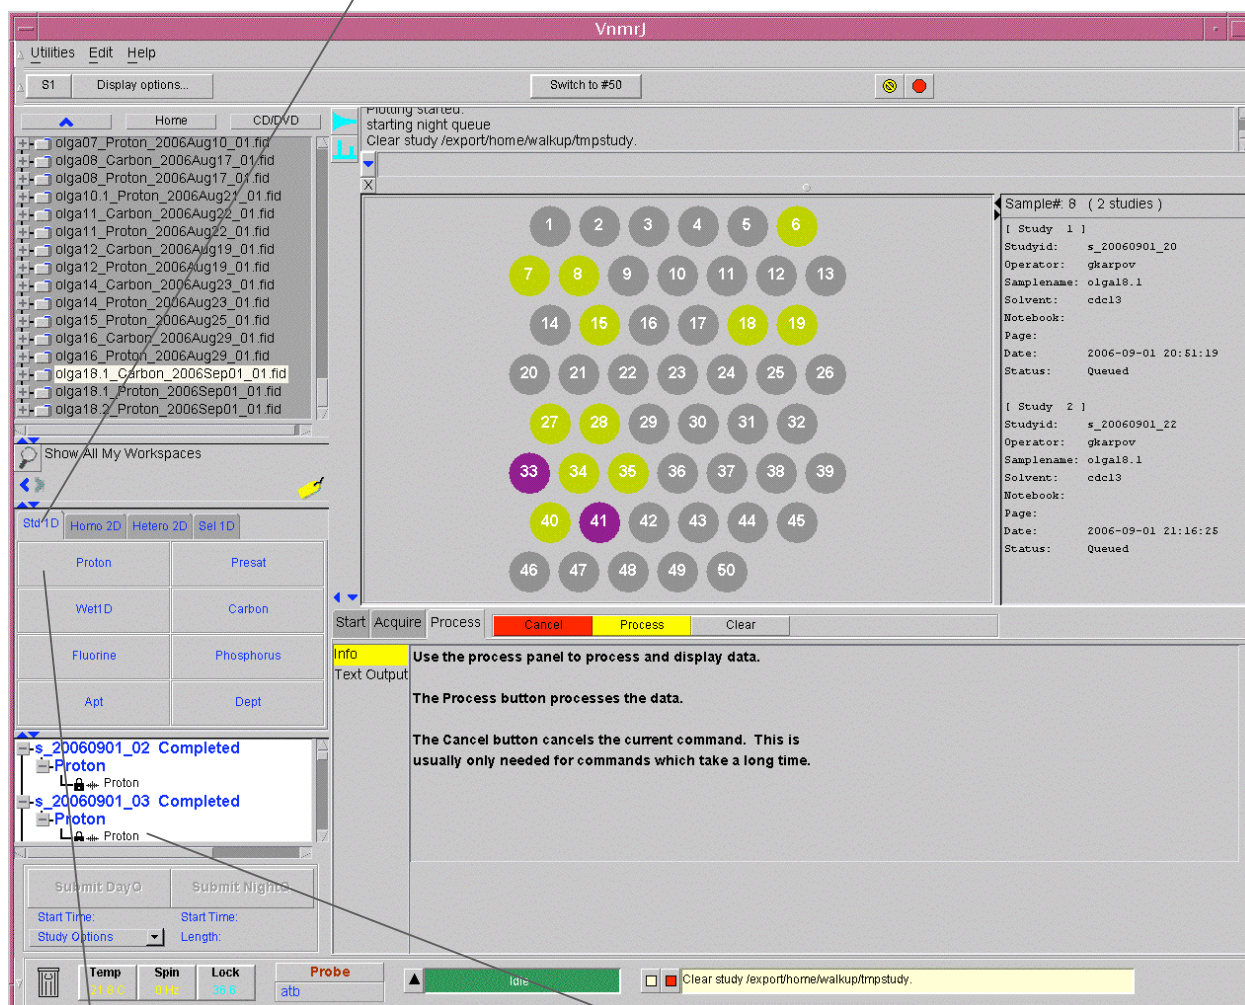 VnmrJ
Utilities Edit Help
S1 Display options... Switch to #50
Home CD/DVD
Plotting started.
starting night queue
Clear study /export/home/walkup/tmpstudy.
X
olga07_Proton_2006Aug10_01.fid
olga08_Carbon_2006Aug17_01.fid
olga08_Proton_2006Aug17_01.fid
olga10.1_Proton_2006Aug21_01.fid
olga11_Carbon_2006Aug22_01.fid
olga11_Proton_2006Aug22_01.fid
olga12_Carbon_2006Aug19_01.fid
olga12_Proton_2006Aug19_01.fid
olga14_Carbon_2006Aug23_01.fid
olga14_Proton_2006Aug23_01.fid
olga15_Proton_2006Aug25_01.fid
olga16_Carbon_2006Aug29_01.fid
olga16_Proton_2006Aug29_01.fid
olga18.1_Carbon_2006Sep01_01.fid
olga18.1_Proton_2006Sep01_01.fid
olga18.2_Proton_2006Sep01_01.fid
Show All My Workspaces
Std 1D Homo 2D Hetero 2D Sel 1D
Proton Presat
Wet1D Carbon
Fluorine Phosphorus
Apt Dept
s_20060901_02 Completed
Proton
Proton
s_20060901_03 Completed
Proton
Proton
Submit DayQ Submit NightQ
Start Time: Start Time:
Study Options Length:
1 2 3 4 5 6
7 8 9 10 11 12 13
14 15 16 17 18 19
20 21 22 23 24 25 26
27 28 29 30 31 32
33 34 35 36 37 38 39
40 41 42 43 44 45
46 47 48 49 50
Sample#: 8 ( 2 studies )
[ Study 1 ]
Studyid: s_20060901_20
Operator: gkarpov
Samplename: olga18.1
Solvent: cdcl3
Notebook:
Page:
Date: 2006-09-01 20:51:19
Status: Queued
[ Study 2 ]
Studyid: s_20060901_22
Operator: gkarpov
Samplename: olga18.1
Solvent: cdcl3
Notebook:
Page:
Date: 2006-09-01 21:16:25
Status: Queued
Start Acquire Process Cancel Process Clear
Info
Text Output
Use the process panel to process and display data.
The Process button processes the data.
The Cancel button cancels the current command. This is
usually only needed for commands which take a long time.
Temp Spin Lock Probe
0 Hz 36.6 atb
Idle
Clear study /export/home/walkup/tmpstudy.